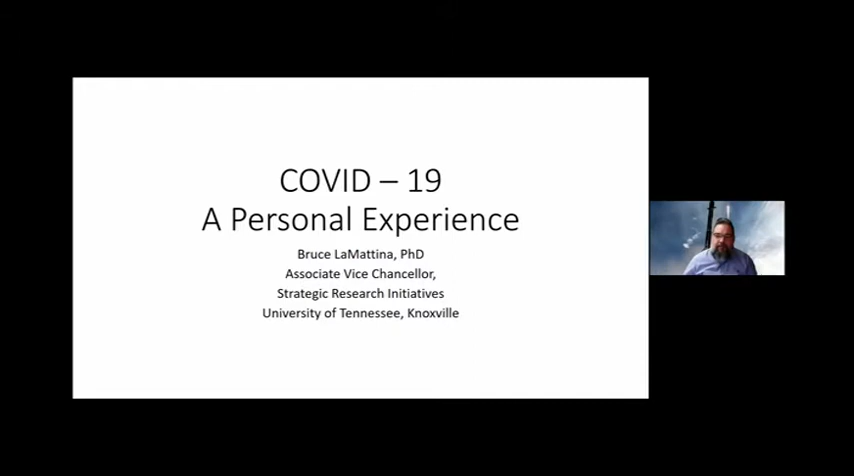 COVID – 19
A Personal Experience
Bruce LaMattina, PhD
Associate Vice Chancellor,
Strategic Research Initiatives
University of Tennessee, Knoxville